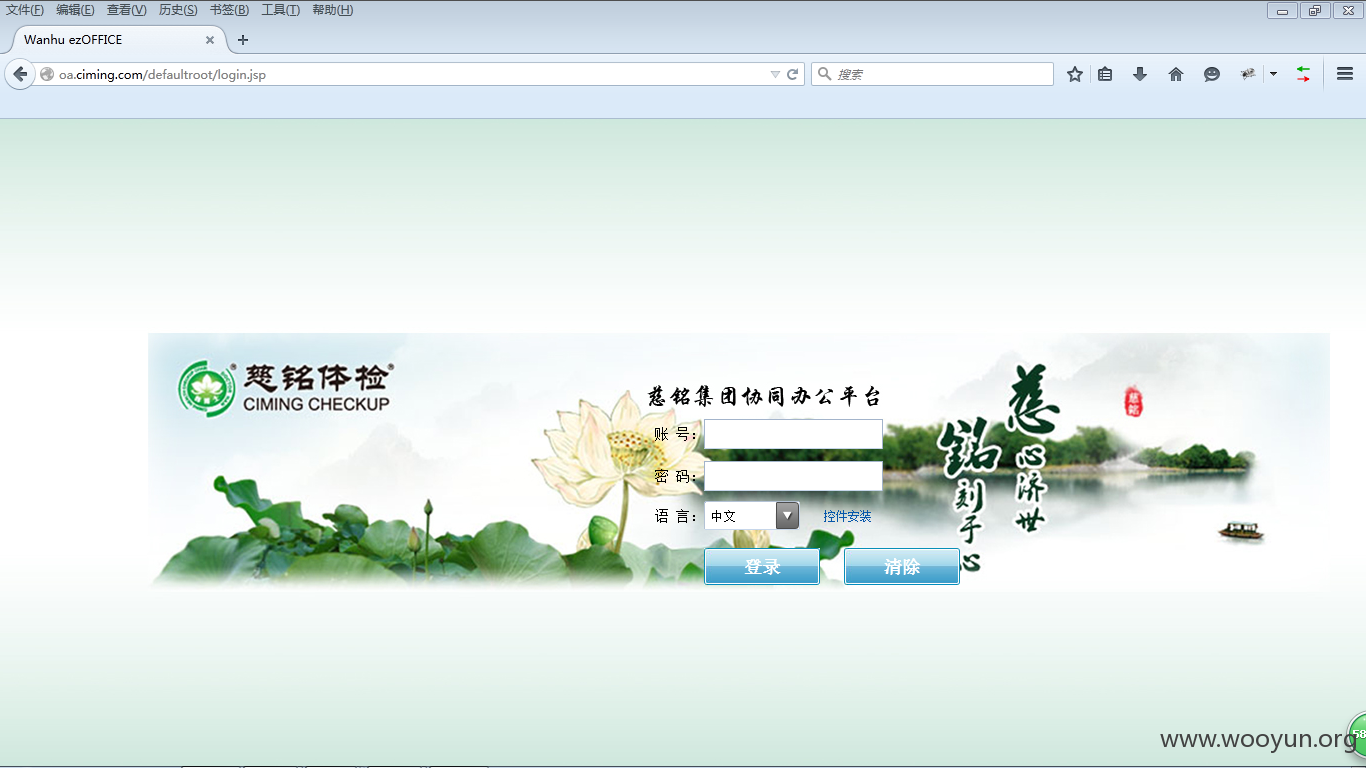 文件(F) 编辑(E) 查看(V) 历史(S) 书签(B) 工具(T) 帮助(H)
Wanhu ezOFFICE
oa.ciming.com/defaultroot/login.jsp
搜索
慈铭体检®
CIMING CHECKUP
慈铭集团协同办公平台
账 号：
密 码：
语 言： 中文 控件安装
登录 清除
慈心济世
铭刻于心
慈铭
www.wooyun.org
58